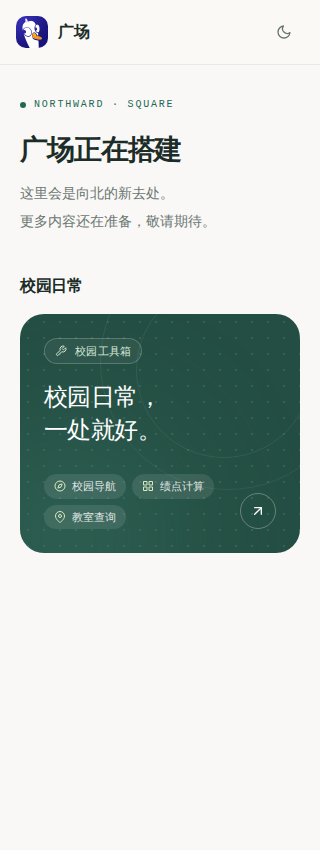 广场
NORTHWARD · SQUARE
广场正在搭建
这里会是向北的新去处。
更多内容还在准备，敬请期待。
校园日常
校园工具箱
校园日常，
一处就好。
校园导航
绩点计算
教室查询